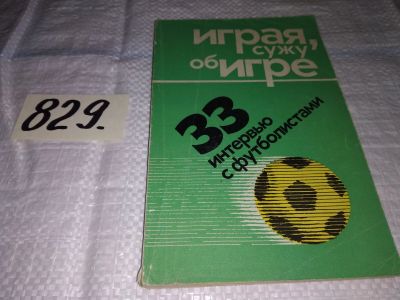 829.
играя,
сужу
об игре
33
интервью
с футболистами